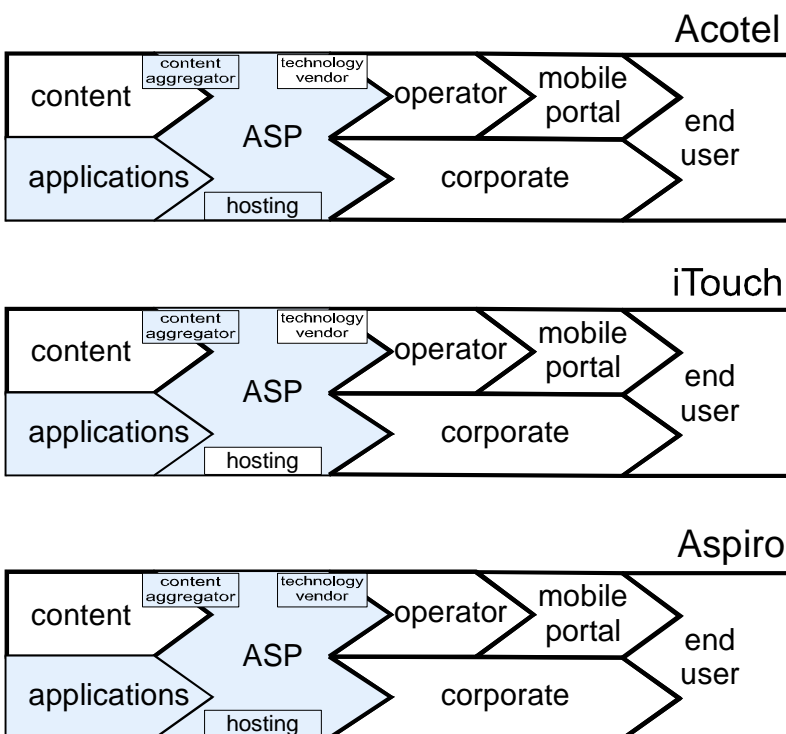 Acotel
content
aggregator
technology
vendor
content
operator
mobile
portal
ASP
end
user
applications
corporate
hosting
iTouch
content
aggregator
technology
vendor
content
operator
mobile
portal
ASP
end
user
applications
corporate
hosting
Aspiro
content
aggregator
technology
vendor
content
operator
mobile
portal
ASP
end
user
applications
corporate
hosting